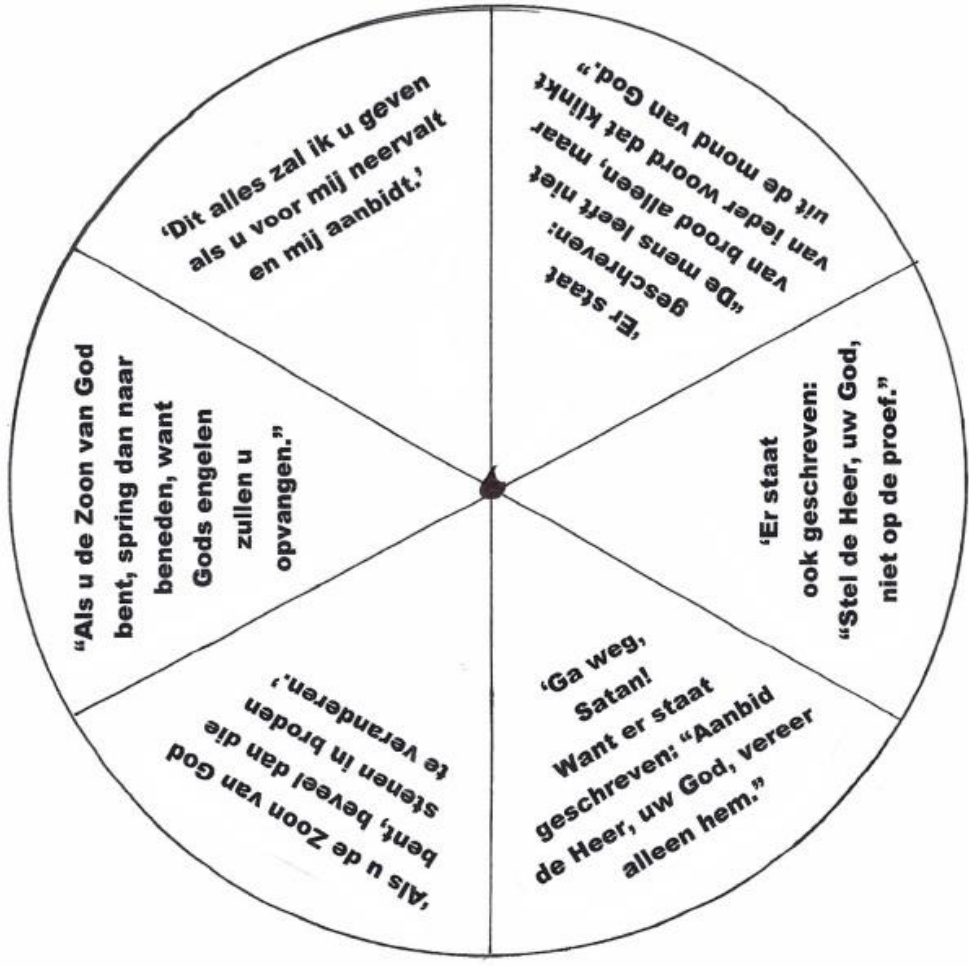 ‘Dit alles zal ik u geven
als u voor mij neervalt
en mij aanbidt.’
‘Er staat
geschreven:
“De mens leeft niet
van brood alleen, maar
van ieder woord dat klinkt
uit de mond van God.”
‘Er staat
ook geschreven:
“Stel de Heer, uw God,
niet op de proef.”
‘Ga weg,
Satan!
Want er staat
geschreven: “Aanbid
de Heer, uw God, vereer
alleen hem.”
‘Als u de Zoon van God
bent, beveel dan die
stenen in broden
te veranderen.’
“Als u de Zoon van God
bent, spring dan naar
beneden, want
Gods engelen
zullen u
opvangen.”